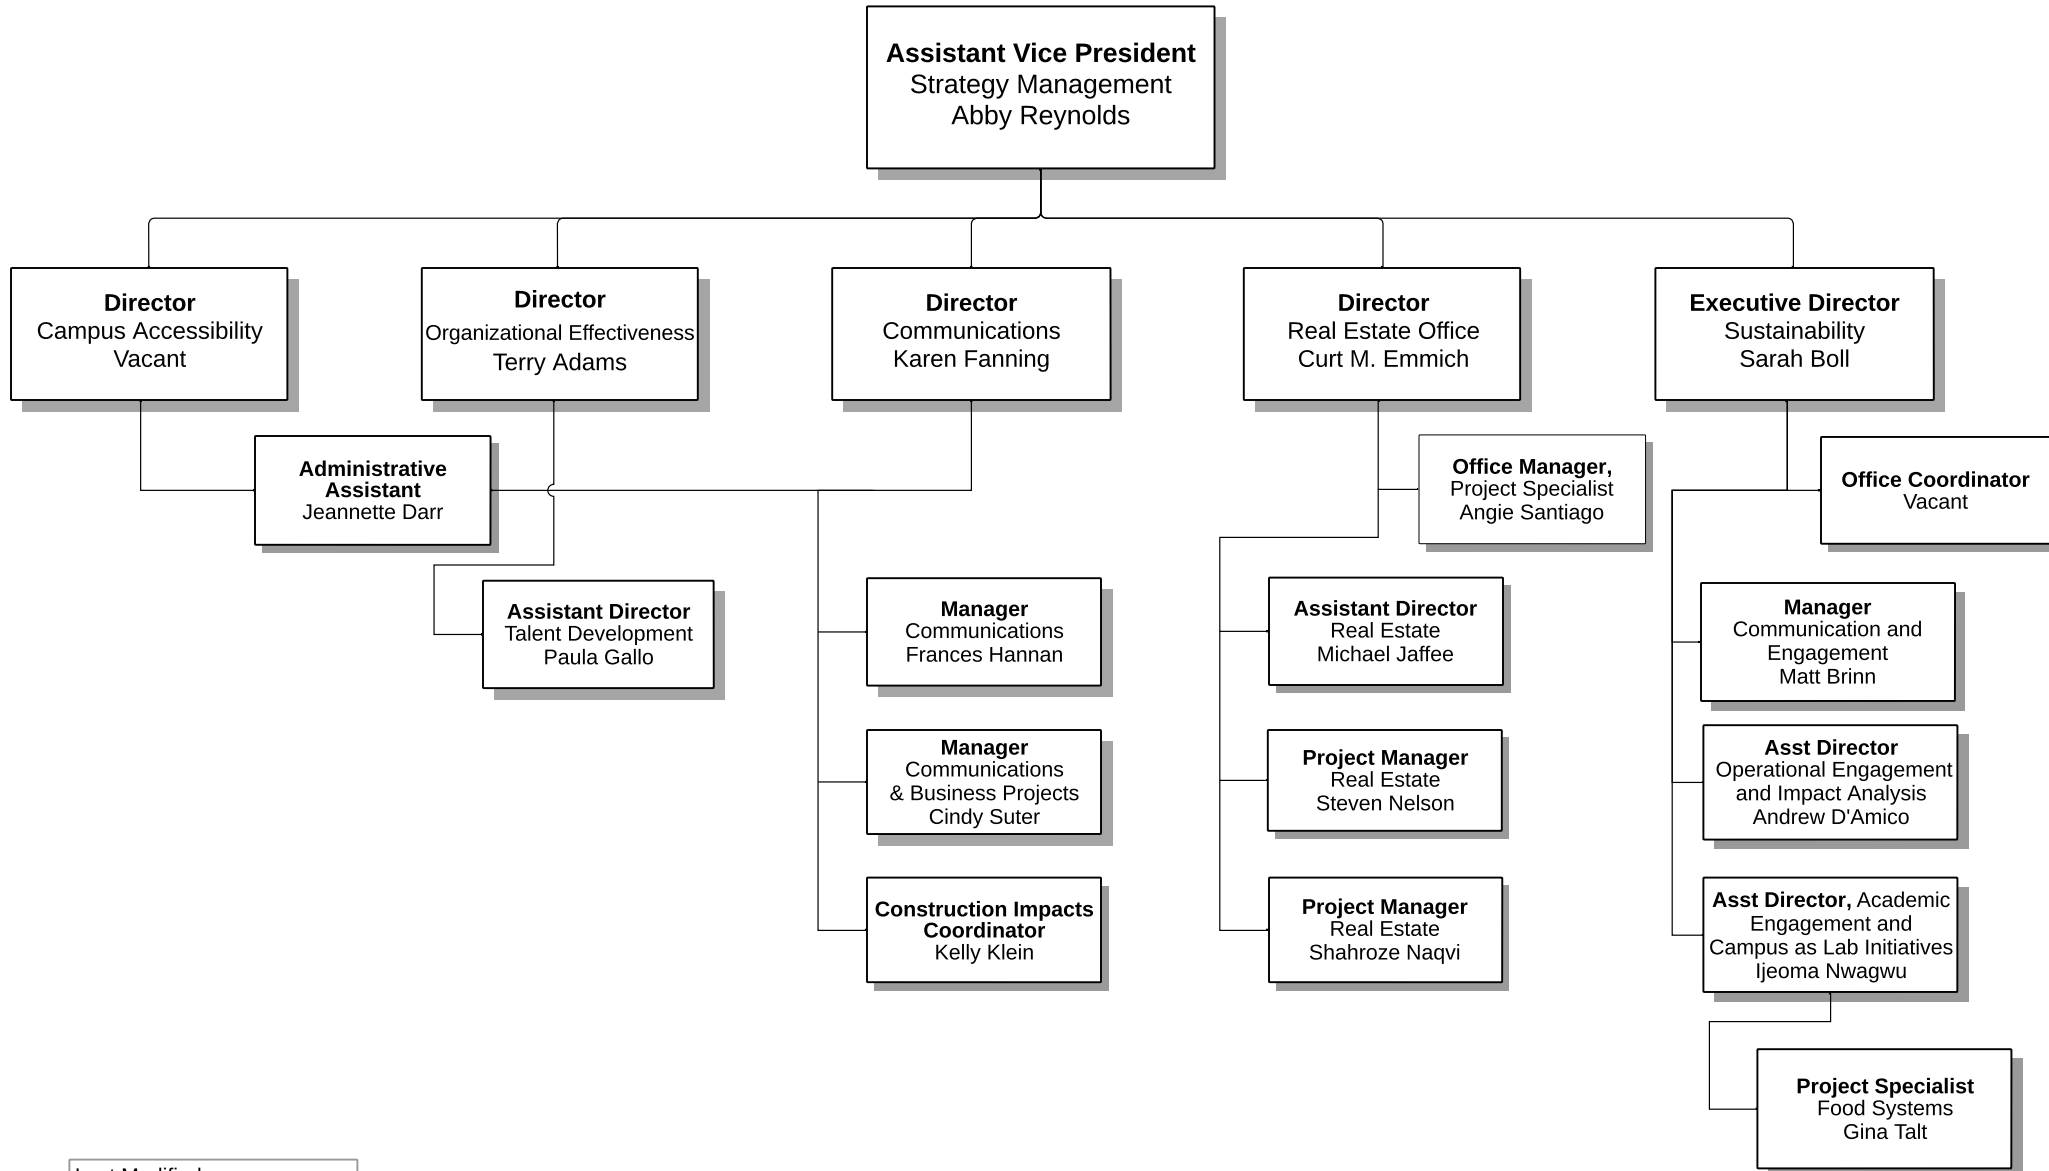 Assistant Vice President
Strategy Management
Abby Reynolds
Director
Campus Accessibility
Vacant
Director
Organizational Effectiveness
Terry Adams
Director
Communications
Karen Fanning
Director
Real Estate Office
Curt M. Emmich
Executive Director
Sustainability
Sarah Boll
Administrative
Assistant
Jeannette Darr
Office Manager,
Project Specialist
Angie Santiago
Office Coordinator
Vacant
Assistant Director
Talent Development
Paula Gallo
Manager
Communications
Frances Hannan
Assistant Director
Real Estate
Michael Jaffee
Manager
Communication and
Engagement
Matt Brinn
Manager
Communications
& Business Projects
Cindy Suter
Project Manager
Real Estate
Steven Nelson
Asst Director
Operational Engagement
and Impact Analysis
Andrew D'Amico
Construction Impacts
Coordinator
Kelly Klein
Project Manager
Real Estate
Shahroze Naqvi
Asst Director, Academic
Engagement and
Campus as Lab Initiatives
Ijeoma Nwagwu
Project Specialist
Food Systems
Gina Talt